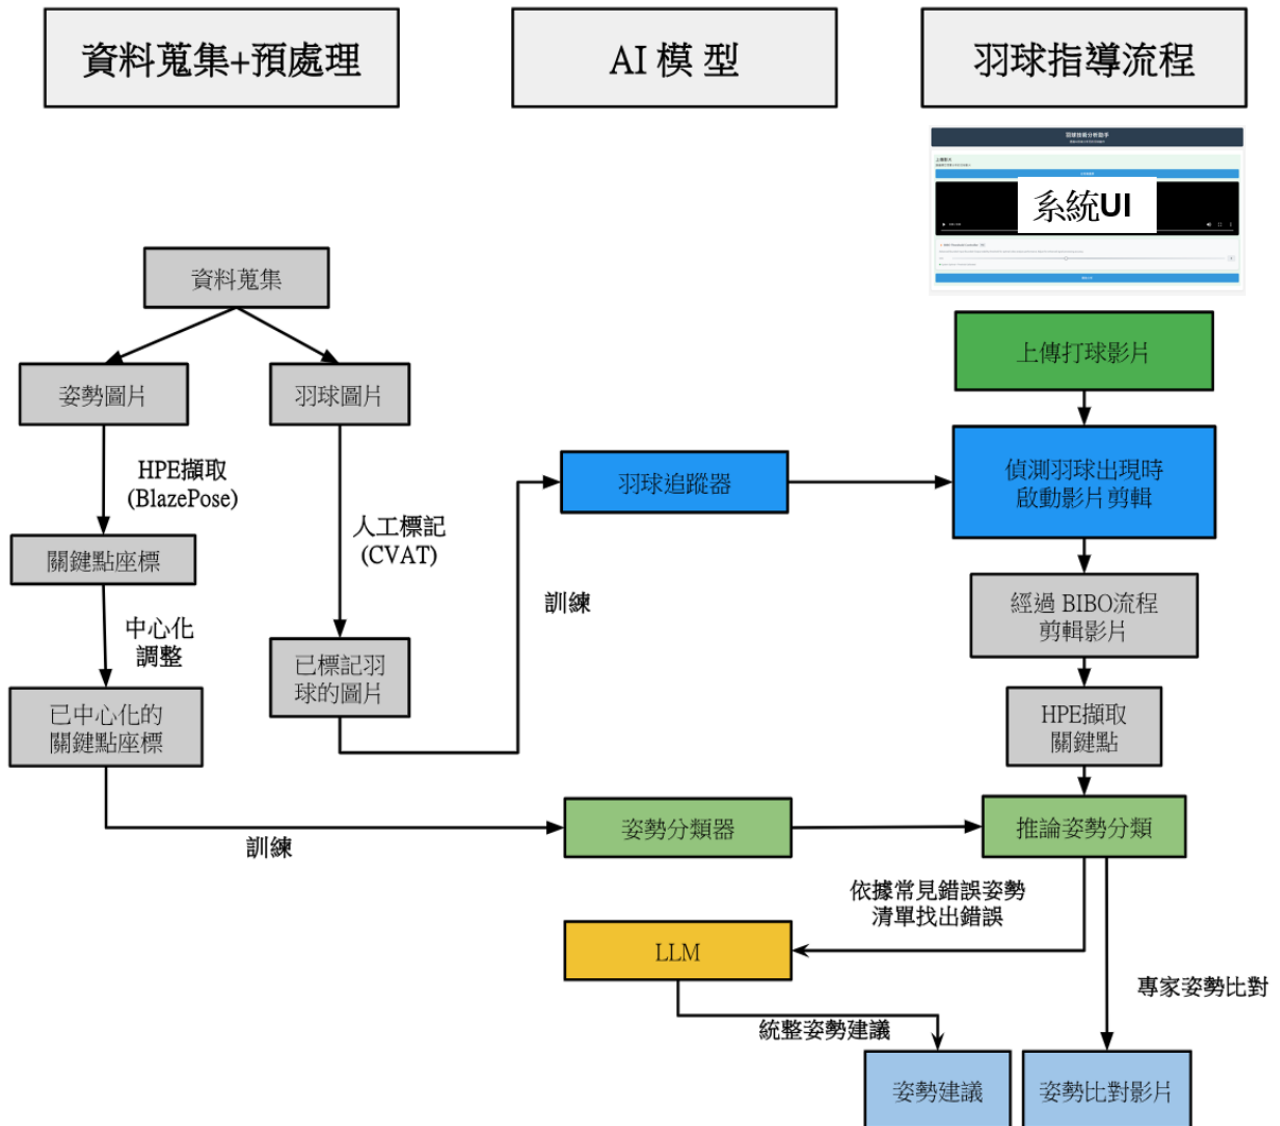 資料蒐集+預處理
AI 模 型
羽球指導流程
系統UI
資料蒐集
上傳打球影片
姿勢圖片
羽球圖片
HPE擷取
(BlazePose)
人工標記
(CVAT)
羽球追蹤器
偵測羽球出現時
啟動影片剪輯
關鍵點座標
訓練
經過 BIBO流程
剪輯影片
中心化
調整
已標記羽
球的圖片
已中心化的
關鍵點座標
HPE擷取
關鍵點
訓練
姿勢分類器
推論姿勢分類
依據常見錯誤姿勢
清單找出錯誤
LLM
專家姿勢比對
統整姿勢建議
姿勢建議
姿勢比對影片